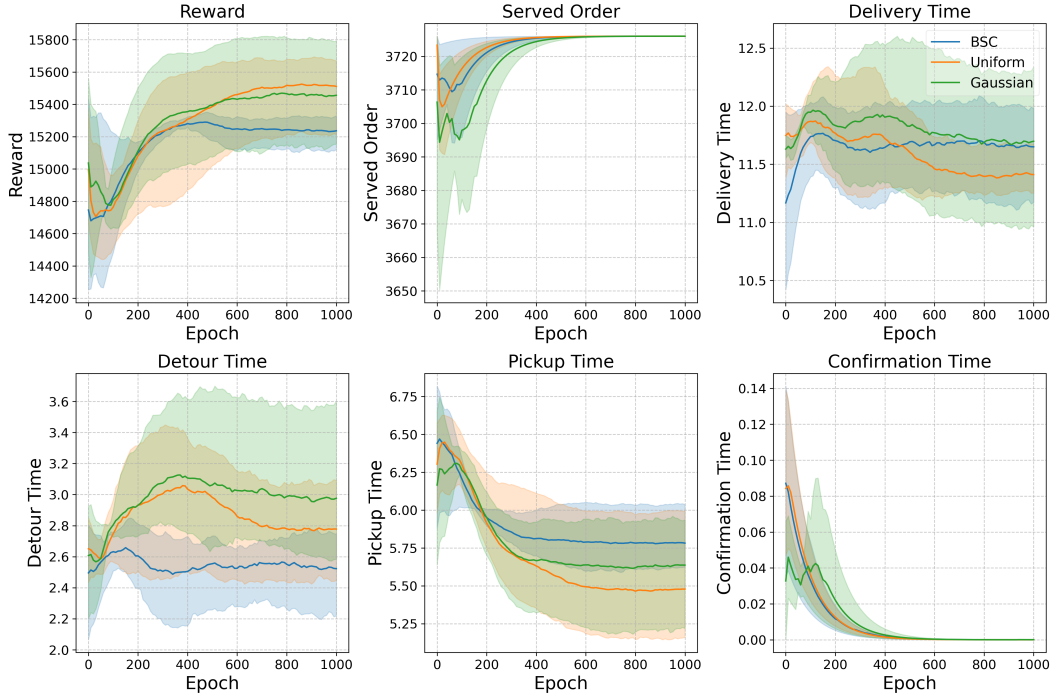 Reward
15800
15600
15400
15200
15000
14800
14600
14400
14200
Reward
0 200 400 600 800 1000
Epoch
Served Order
3720
3710
3700
3690
3680
3670
3660
3650
Served Order
0 200 400 600 800 1000
Epoch
Delivery Time
BSC
Uniform
Gaussian
12.5
12.0
11.5
11.0
10.5
Delivery Time
0 200 400 600 800 1000
Epoch
Detour Time
3.6
3.4
3.2
3.0
2.8
2.6
2.4
2.2
2.0
Detour Time
0 200 400 600 800 1000
Epoch
Pickup Time
6.75
6.50
6.25
6.00
5.75
5.50
5.25
Pickup Time
0 200 400 600 800 1000
Epoch
Confirmation Time
0.14
0.12
0.10
0.08
0.06
0.04
0.02
0.00
Confirmation Time
0 200 400 600 800 1000
Epoch